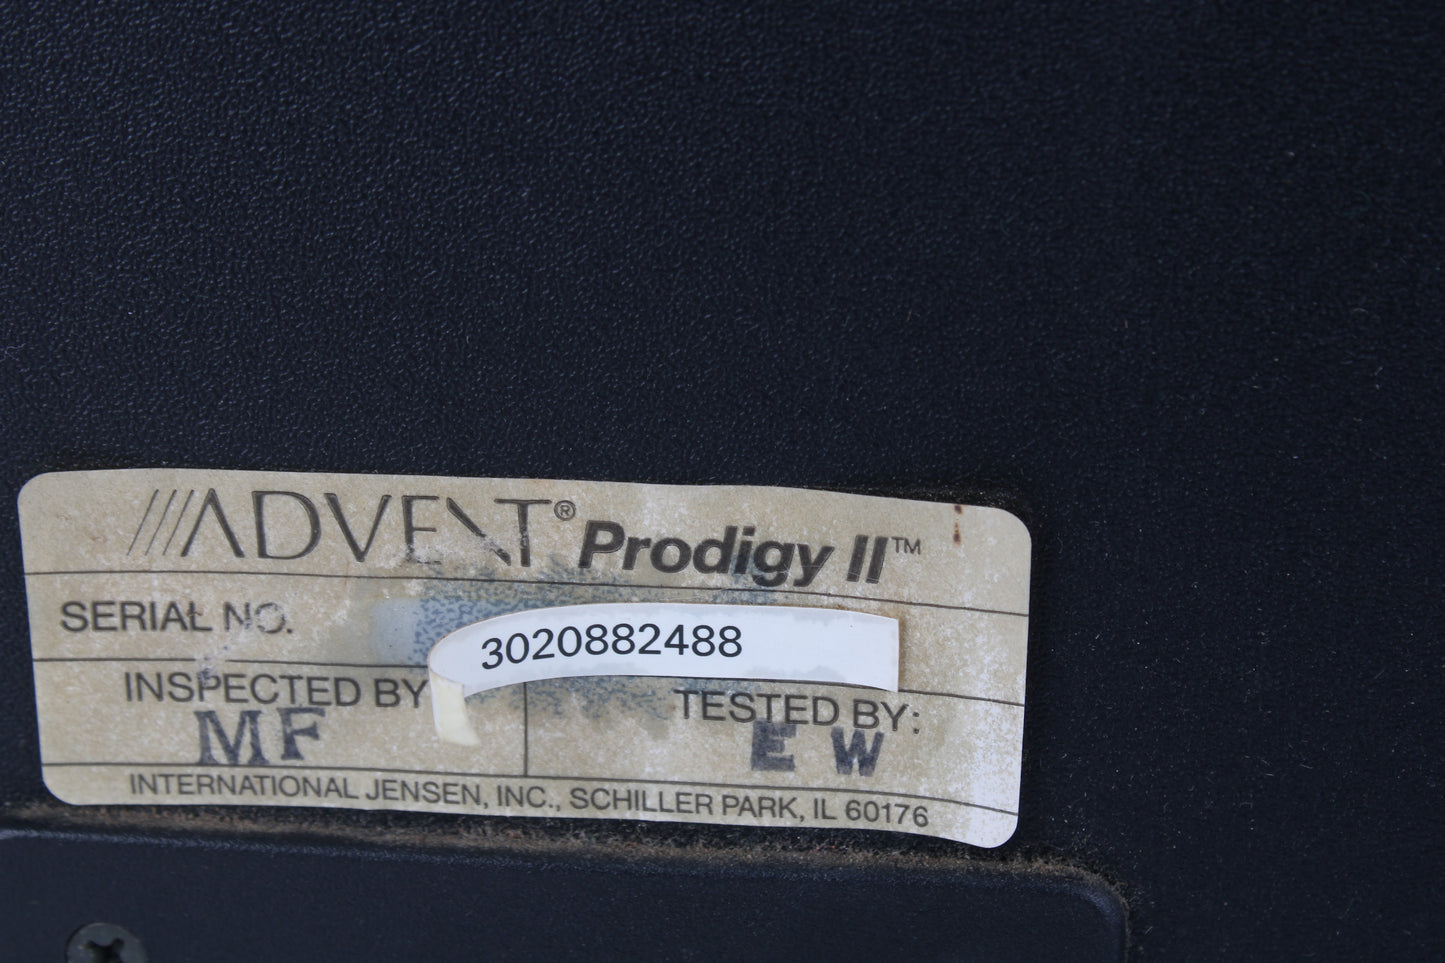 ADVENT® Prodigy II™
SERIAL NO. 3020882488
INSPECTED BY TESTED BY:
MF EW
INTERNATIONAL JENSEN, INC., SCHILLER PARK, IL 60176